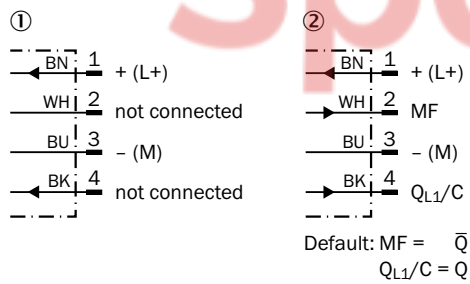 ① ②
BN 1 + (L+)
WH 2 not connected
BU 3 – (M)
BK 4 not connected
BN 1 + (L+)
WH 2 MF
BU 3 – (M)
BK 4 QL1/C
Default: MF = Q̅
QL1/C = Q